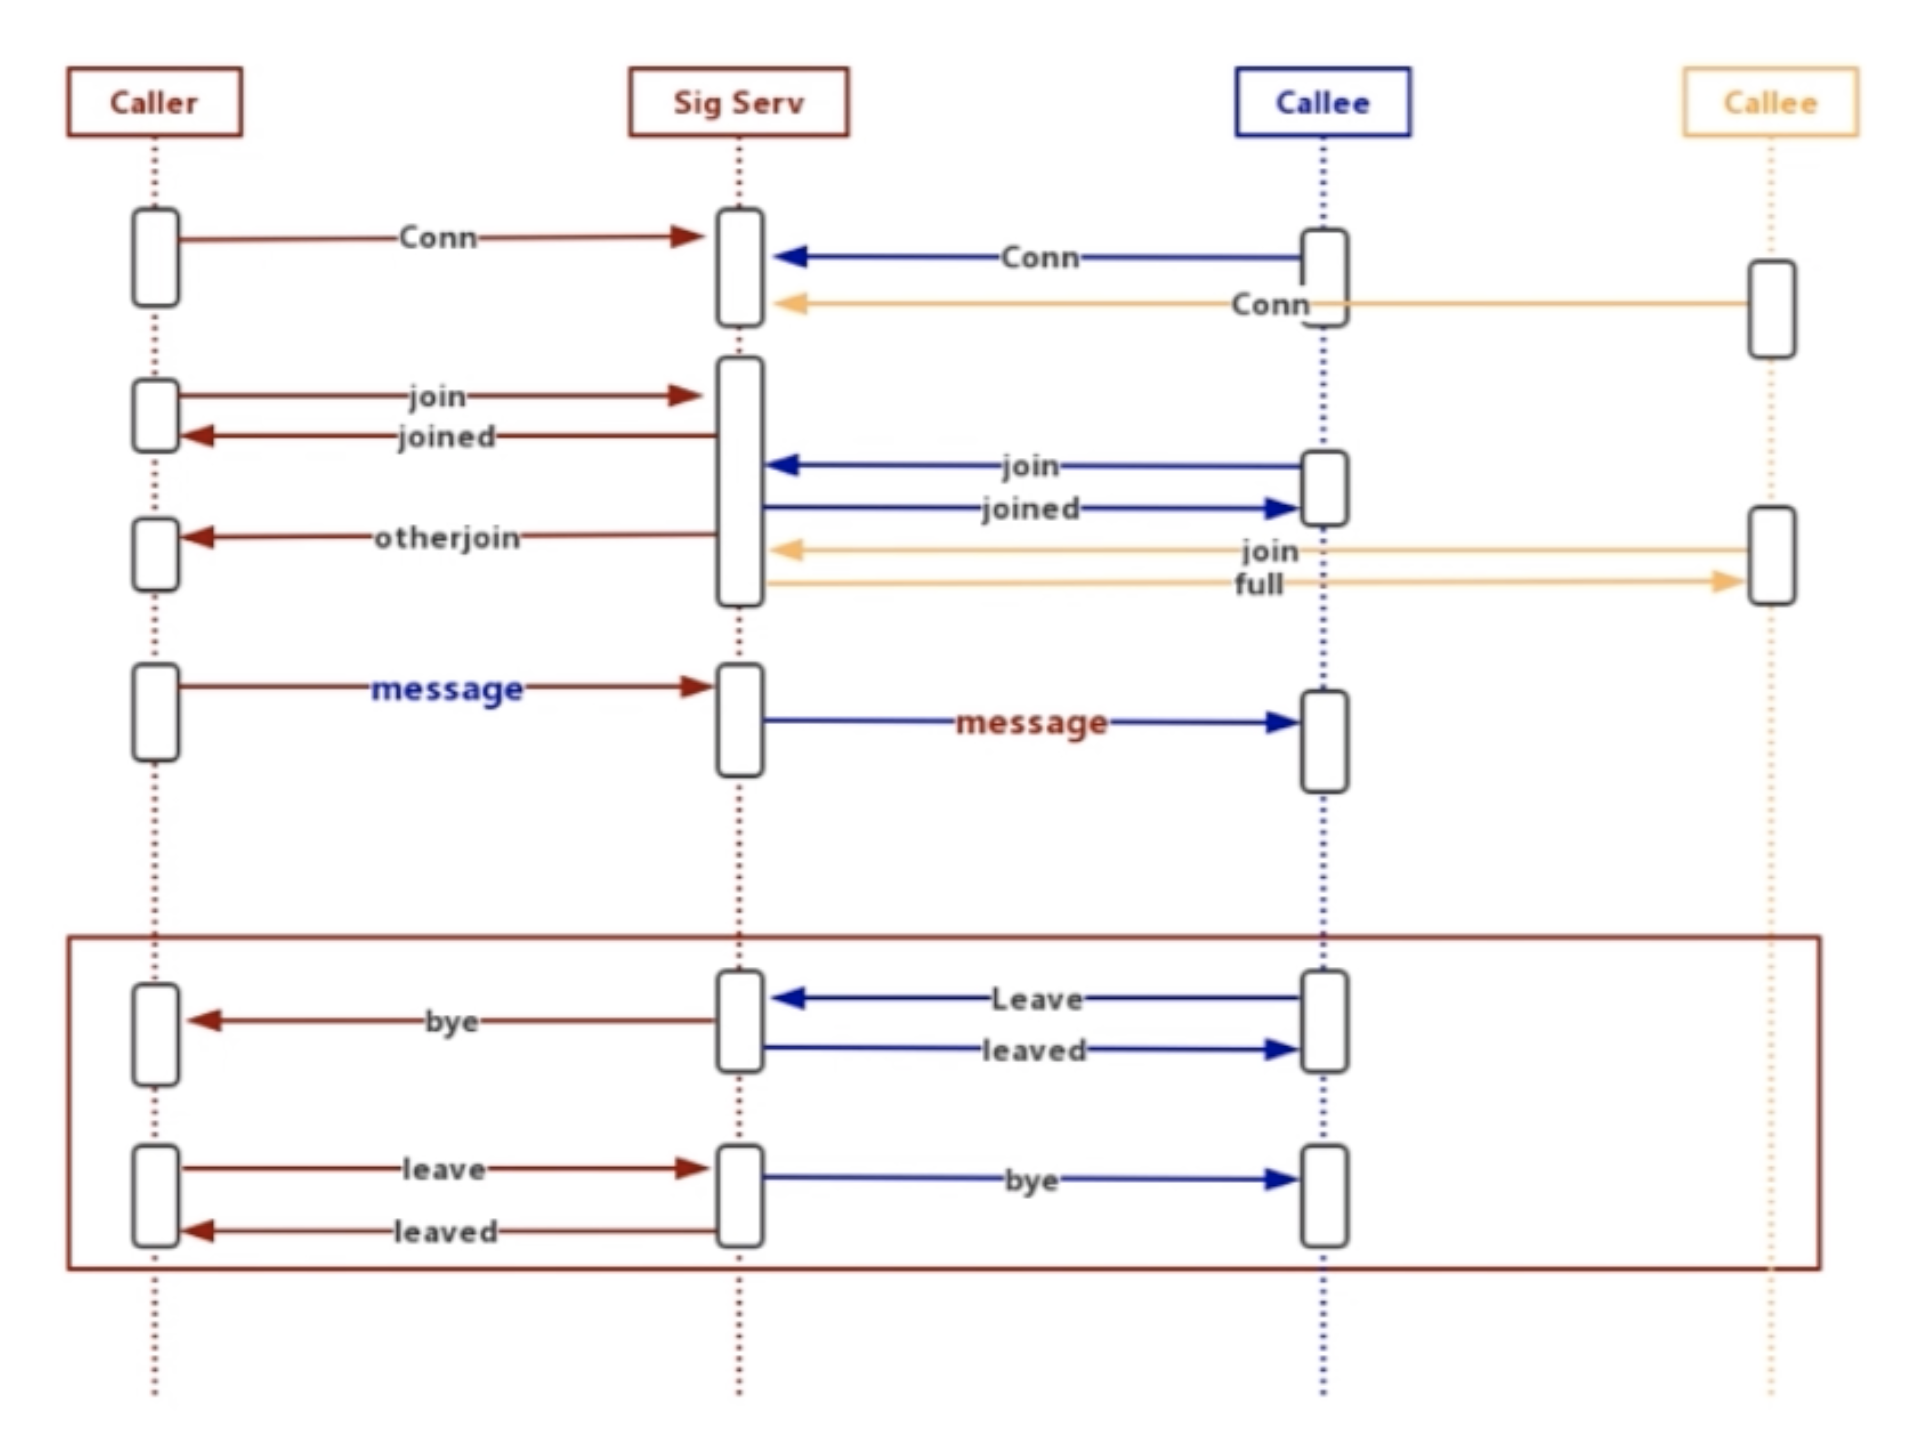 Caller
Sig Serv
Callee
Callee
Conn
Conn
Conn
join
joined
join
joined
otherjoin
join
full
message
message
Leave
bye
leaved
leave
bye
leaved